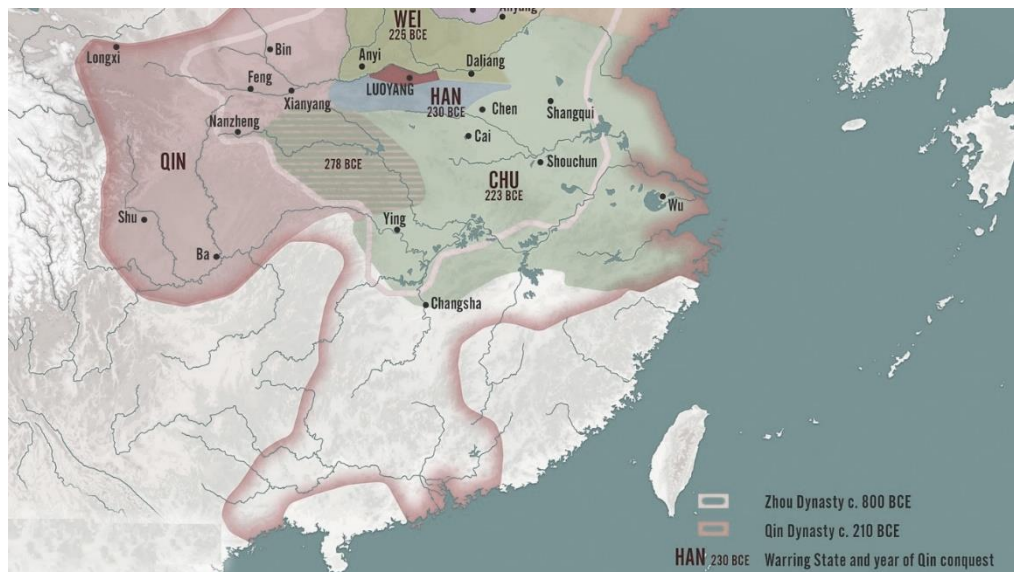 WEI
225 BCE
Anyang
Longxi
Bin
Anyi
Daliang
Feng
LUOYANG
Xianyang
HAN
230 BCE
Chen
Shangqui
Nanzheng
Cai
QIN
278 BCE
Shouchun
CHU
223 BCE
Wu
Shu
Ying
Ba
Changsha
Zhou Dynasty c. 800 BCE
Qin Dynasty c. 210 BCE
HAN 230 BCE Warring State and year of Qin conquest